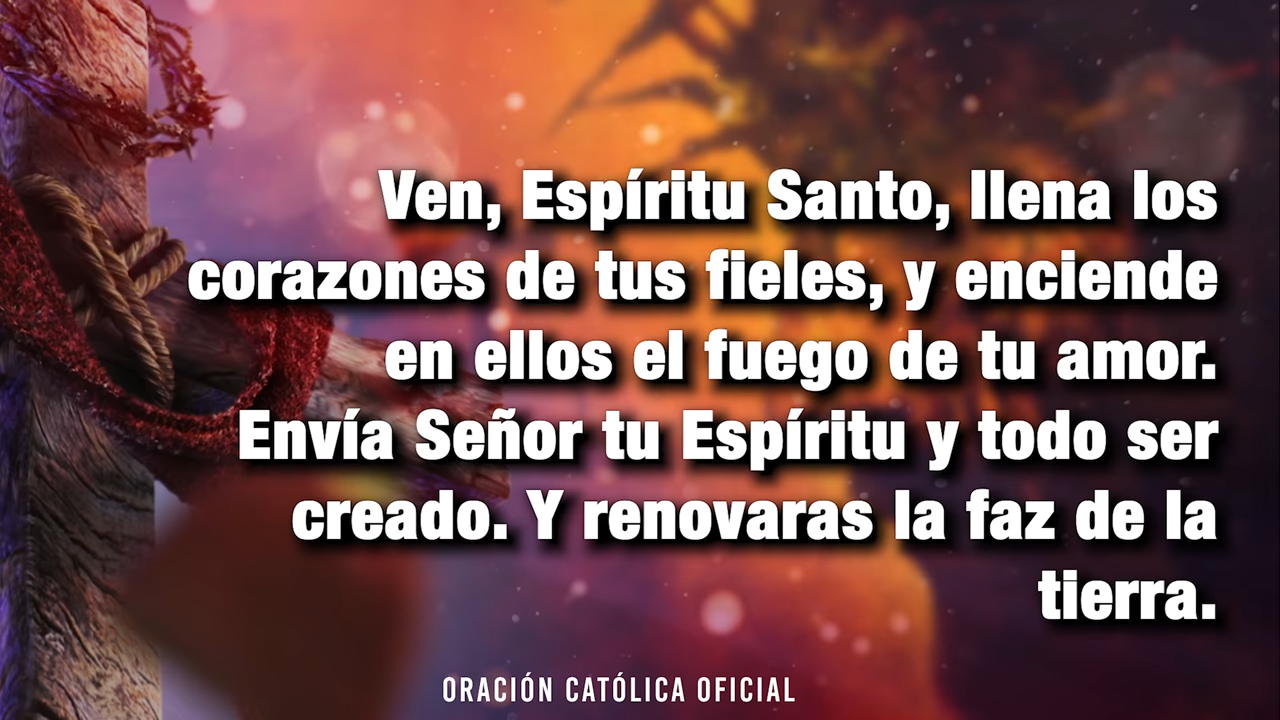 Ven, Espíritu Santo, llena los
corazones de tus fieles, y enciende
en ellos el fuego de tu amor.
Envía Señor tu Espíritu y todo ser
creado. Y renovaras la faz de la
tierra.
ORACIÓN CATÓLICA OFICIAL